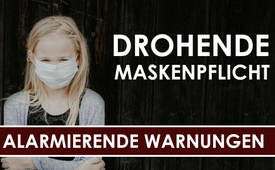 DROHENDE
MASKENPFLICHT
ALARMIERENDE WARNUNGEN